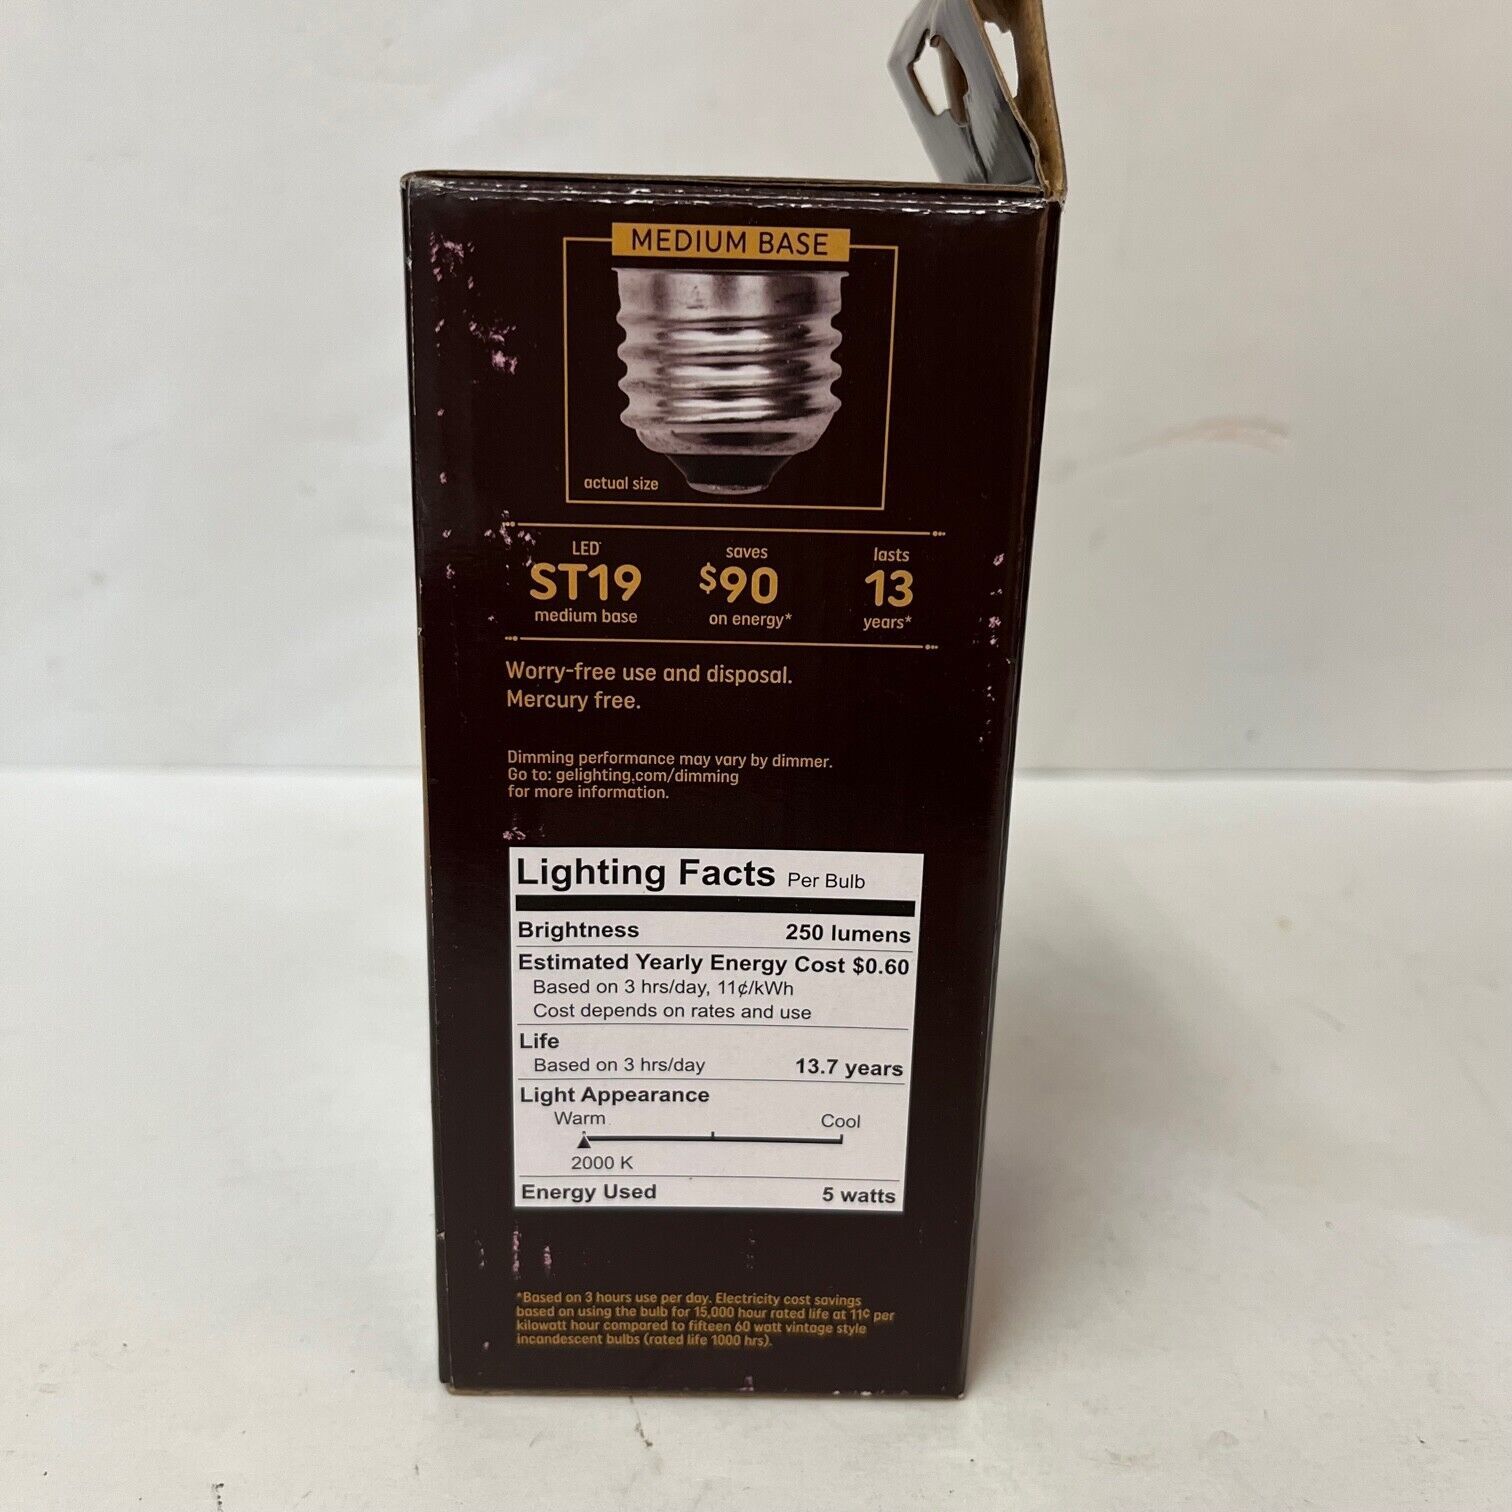 MEDIUM BASE
actual size
LED
ST19
medium base
saves
$90
on energy*
lasts
13
years*
Worry-free use and disposal.
Mercury free.
Dimming performance may vary by dimmer.
Go to: gelighting.com/dimming
for more information.
Lighting Facts Per Bulb
Brightness 250 lumens
Estimated Yearly Energy Cost $0.60
Based on 3 hrs/day, 11¢/kWh
Cost depends on rates and use
Life
Based on 3 hrs/day 13.7 years
Light Appearance
Warm Cool
2000 K
Energy Used 5 watts
*Based on 3 hours use per day. Electricity cost savings
based on using the bulb for 15,000 hour rated life at 11¢ per
kilowatt hour compared to fifteen 60 watt vintage style
incandescent bulbs (rated life 1000 hrs).